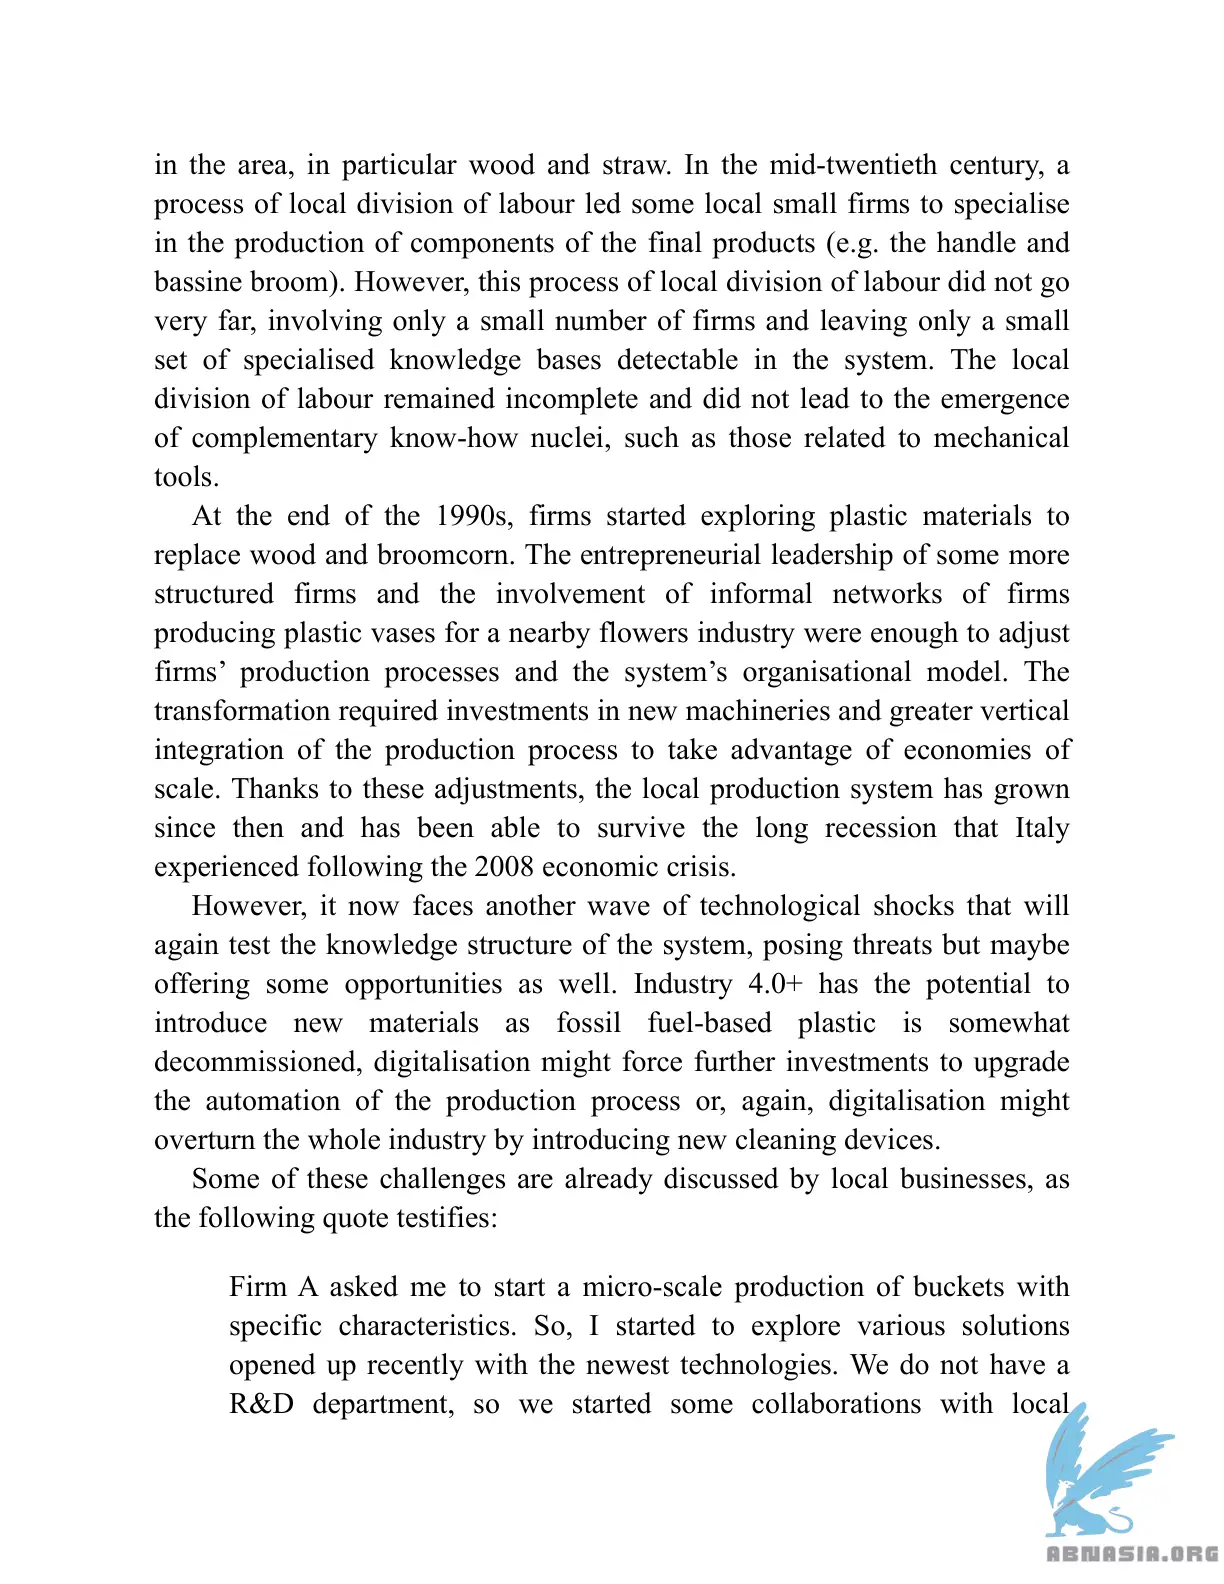 in the area, in particular wood and straw. In the mid-twentieth century, a
process of local division of labour led some local small firms to specialise
in the production of components of the final products (e.g. the handle and
bassine broom). However, this process of local division of labour did not go
very far, involving only a small number of firms and leaving only a small
set of specialised knowledge bases detectable in the system. The local
division of labour remained incomplete and did not lead to the emergence
of complementary know-how nuclei, such as those related to mechanical
tools.
At the end of the 1990s, firms started exploring plastic materials to
replace wood and broomcorn. The entrepreneurial leadership of some more
structured firms and the involvement of informal networks of firms
producing plastic vases for a nearby flowers industry were enough to adjust
firms’ production processes and the system’s organisational model. The
transformation required investments in new machineries and greater vertical
integration of the production process to take advantage of economies of
scale. Thanks to these adjustments, the local production system has grown
since then and has been able to survive the long recession that Italy
experienced following the 2008 economic crisis.
However, it now faces another wave of technological shocks that will
again test the knowledge structure of the system, posing threats but maybe
offering some opportunities as well. Industry 4.0+ has the potential to
introduce new materials as fossil fuel-based plastic is somewhat
decommissioned, digitalisation might force further investments to upgrade
the automation of the production process or, again, digitalisation might
overturn the whole industry by introducing new cleaning devices.
Some of these challenges are already discussed by local businesses, as
the following quote testifies:
Firm A asked me to start a micro-scale production of buckets with
specific characteristics. So, I started to explore various solutions
opened up recently with the newest technologies. We do not have a
R&D department, so we started some collaborations with local
ABNASIA.ORG